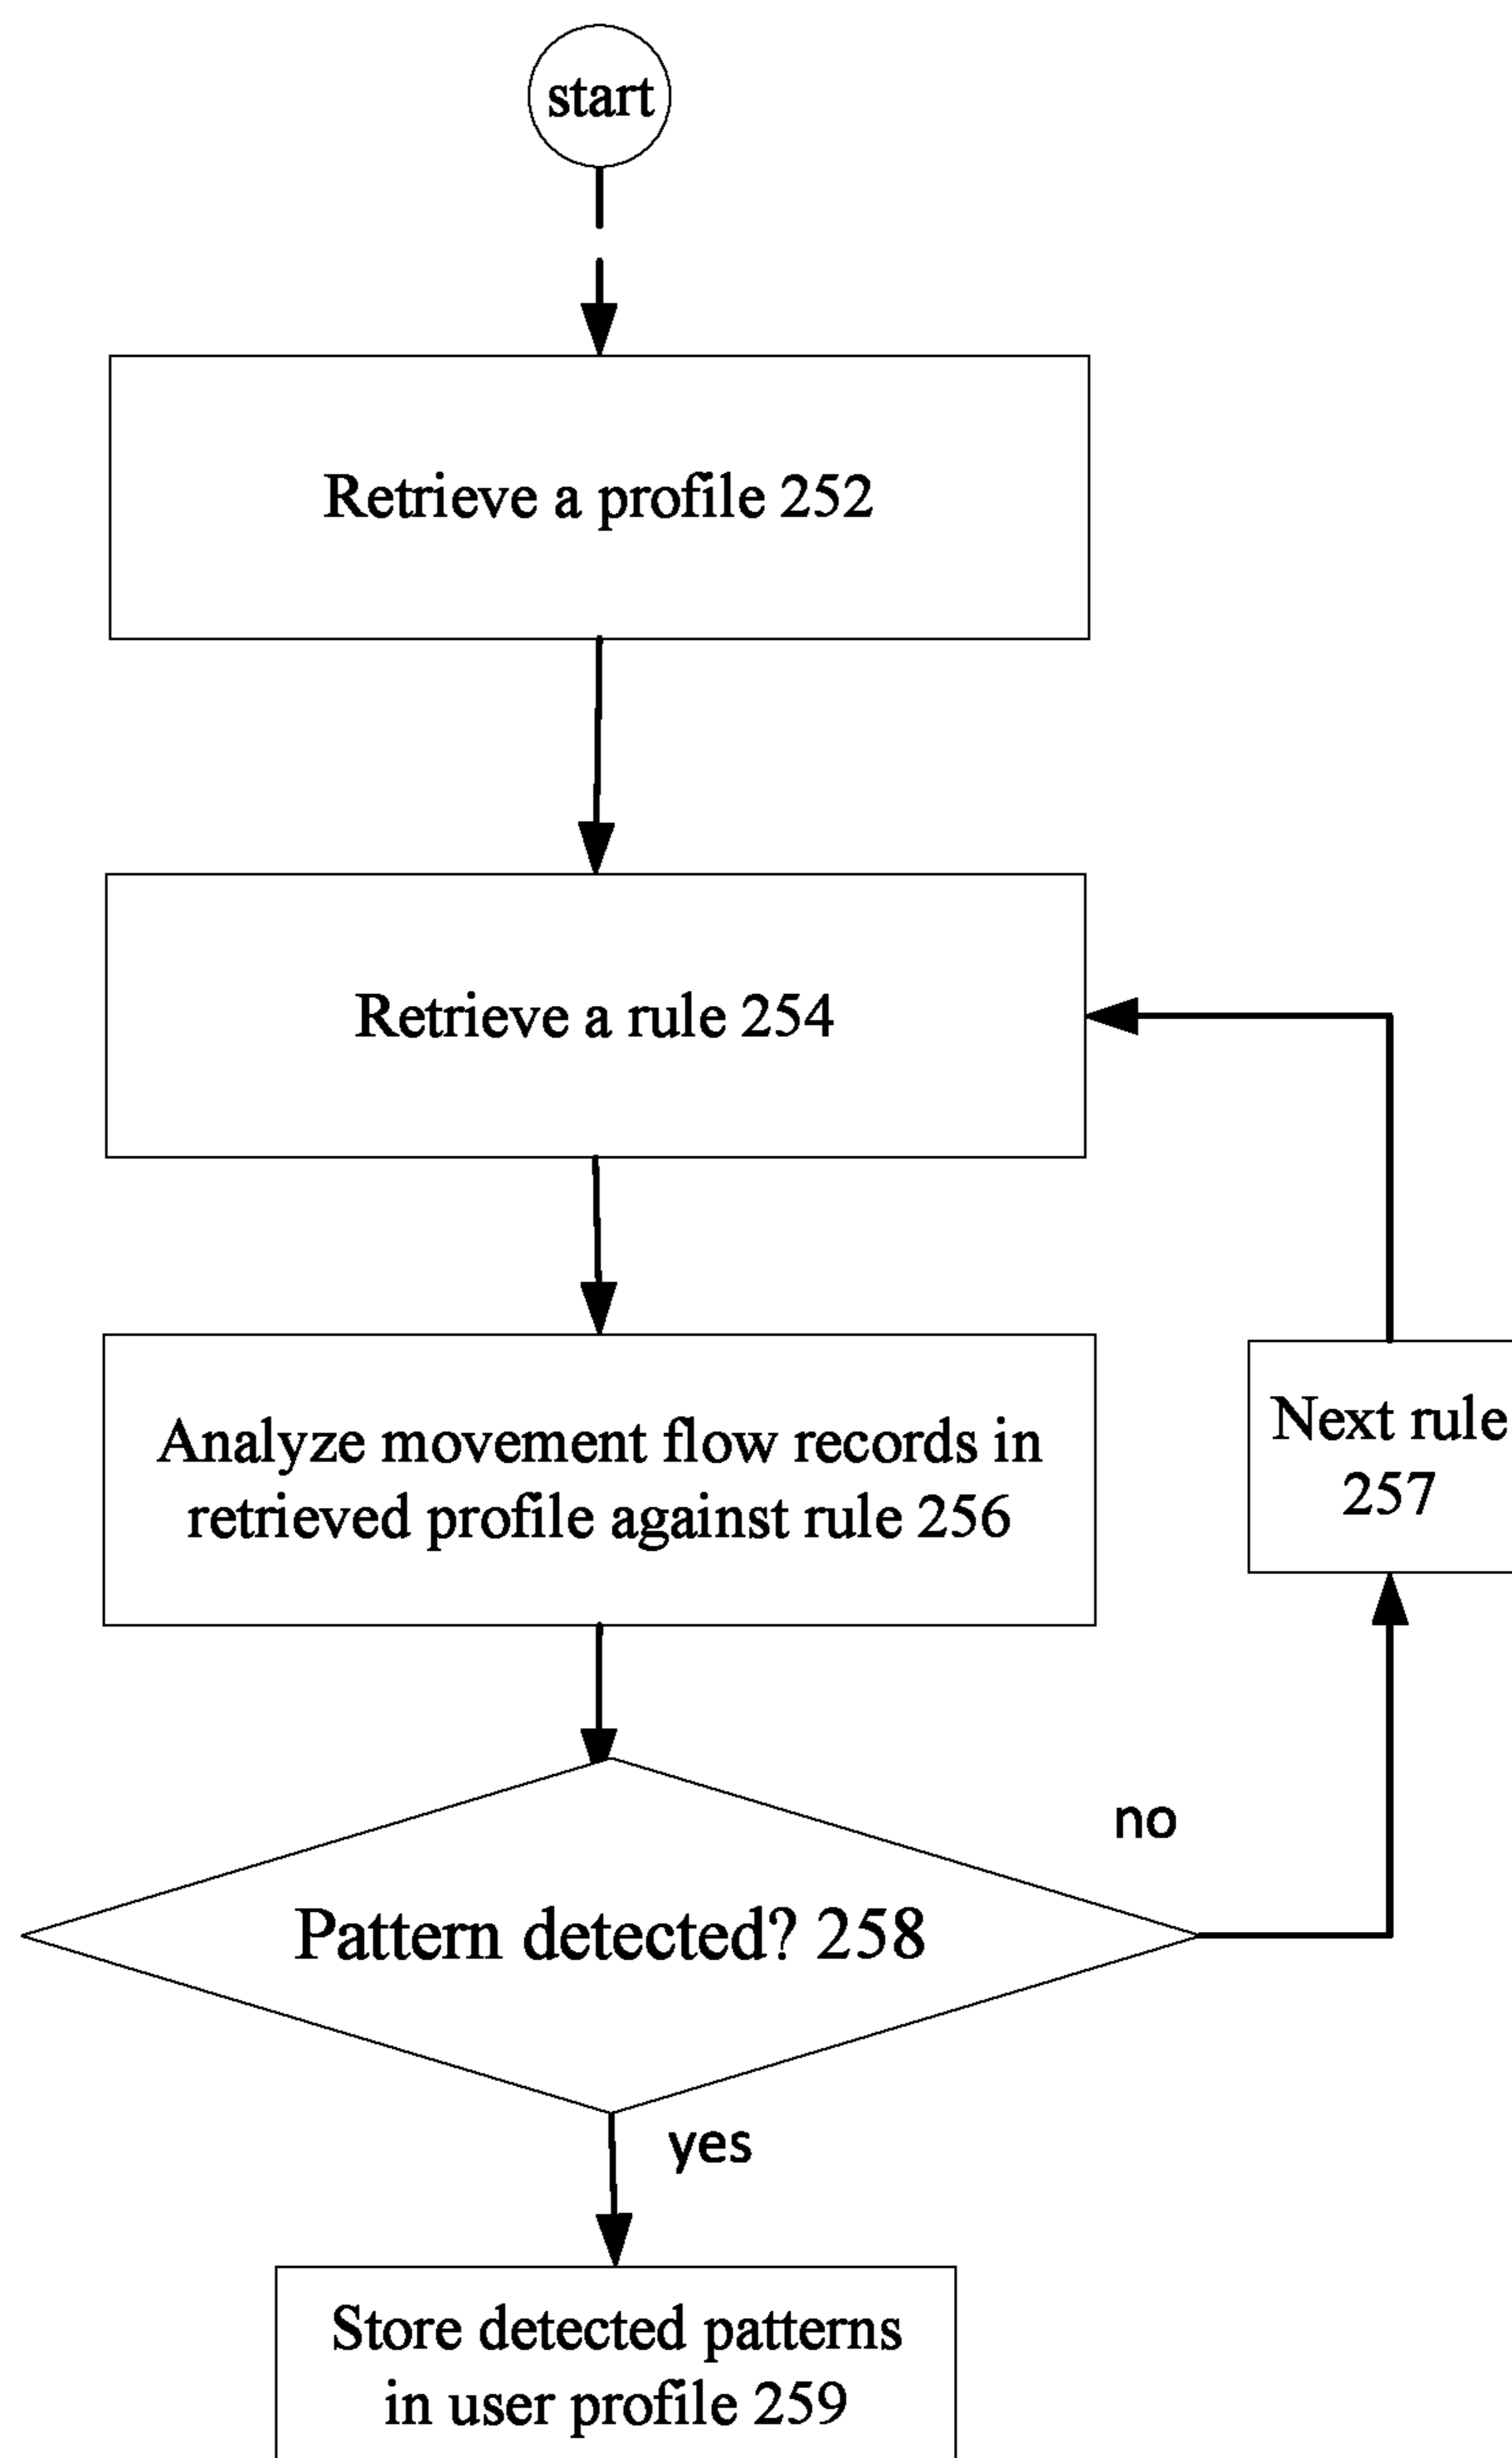 start
Retrieve a profile 252
Retrieve a rule 254
Analyze movement flow records in
retrieved profile against rule 256
Next rule
257
no
Pattern detected? 258
yes
Store detected patterns
in user profile 259